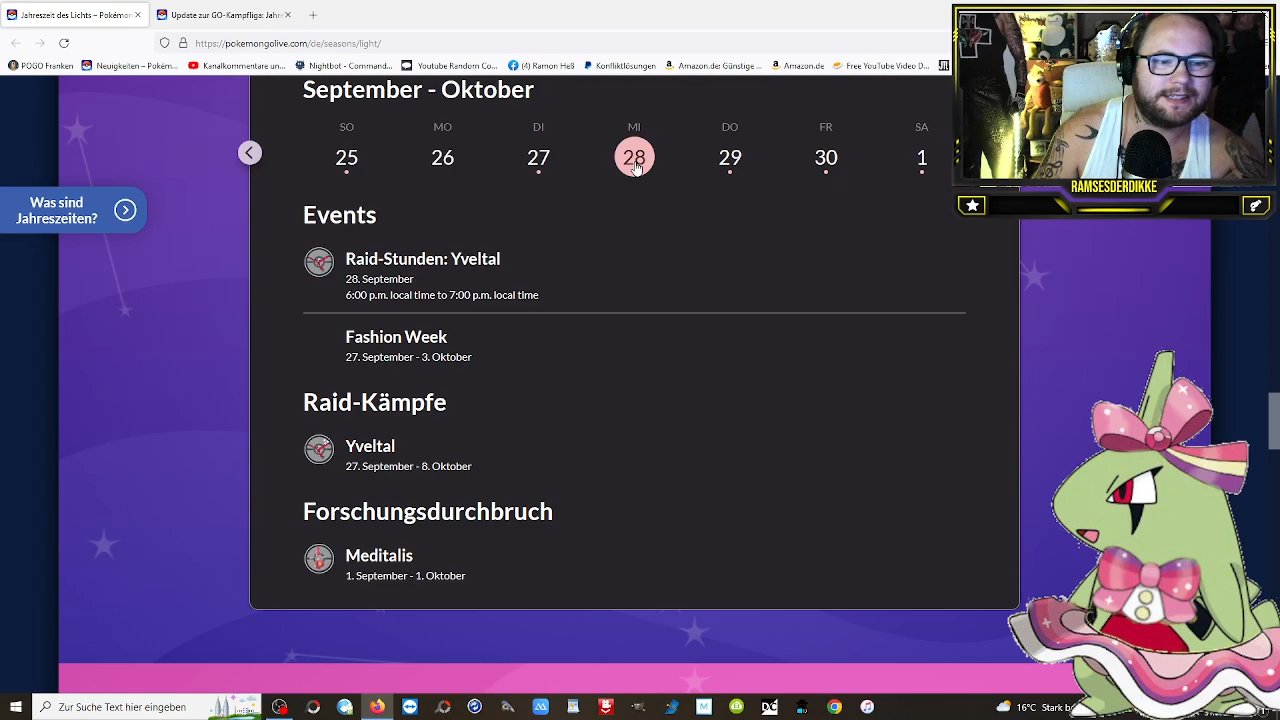 Jahreszeit des Lichts – Pokémon
Update zur GO-Kampfliga: Jahre
https://pokemongolive.com/de/seasons/light/
POGO Franken
Neuigkeiten – Pokém...
Kanalkommentare un...
Nightbot - Command...
Youtube Random Co...
(4) Ramon Heß
Konfliktlösungen
Amazon.de Günstige ...
Amazon.de
Free YouTube Video D...
September - Oktober
SO MO DI MI DO FR SA
25 26 27 28 29 30 1
Was sind
Jahreszeiten?
RAMSESDERDIKKE
Events
Raid-Stunden: Yveltal
28. September
6:00 p.m. local time to 7:00 p.m. local time
Fashion Week
27. September - 3. Oktober
Raid-Kämpfe
Yveltal
27. September - 8. Oktober
Forschungsdurchbruch
Meditalis
1. September - 1. Oktober
Zur Suche Text hier eingeben
16°C Stark b